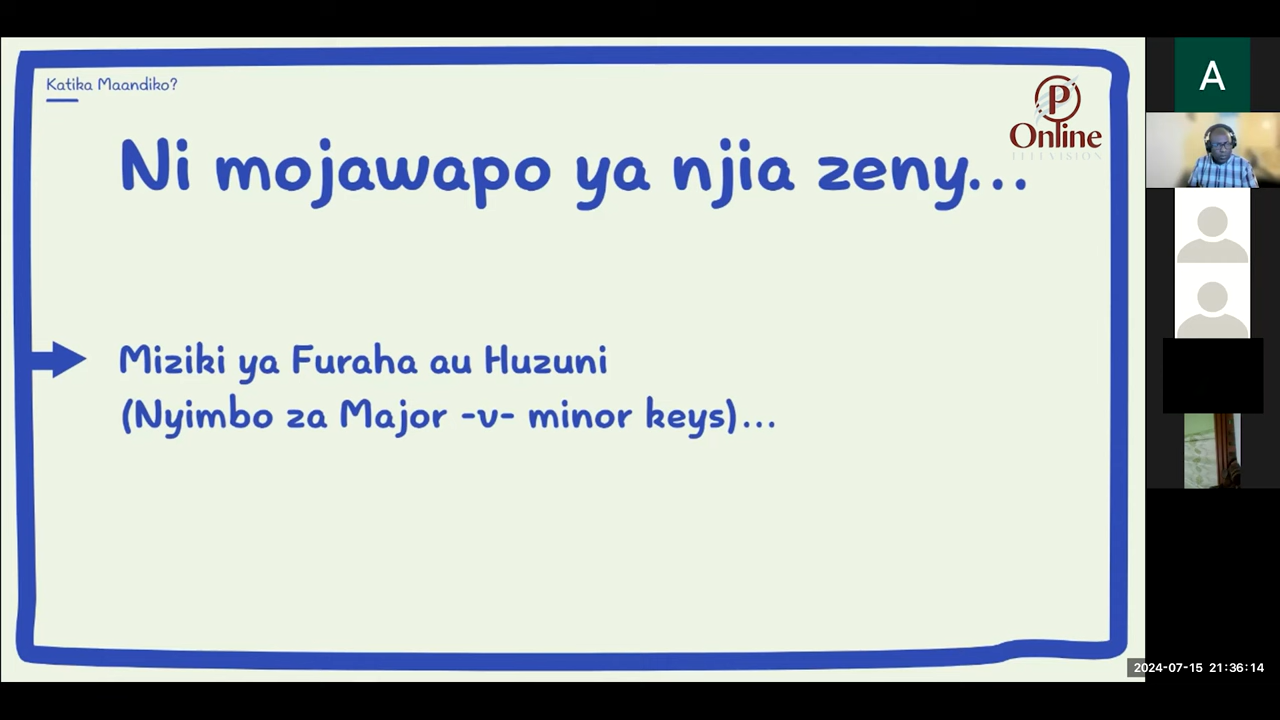 Katika Maandiko?
P
Online
TELEVISION
Ni mojawapo ya njia zeny...
Miziki ya Furaha au Huzuni
(Nyimbo za Major -v- minor keys)...
A
2024-07-15 21:36:14